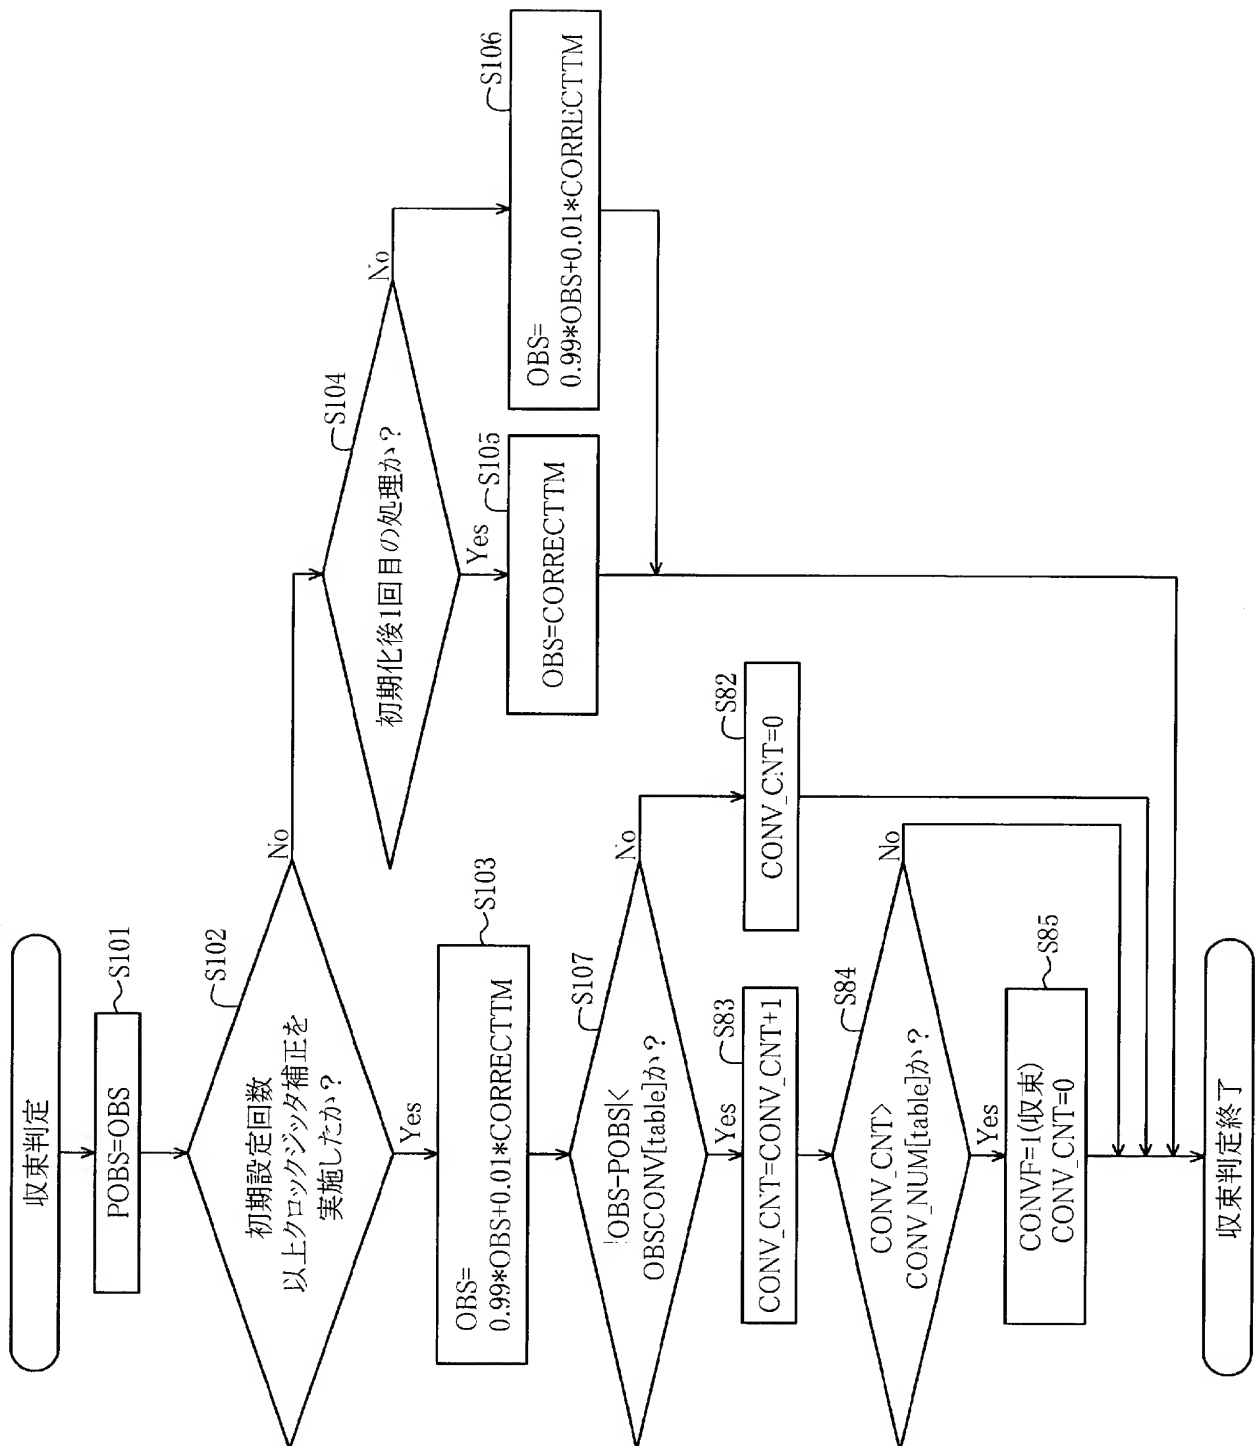 収束判定
POBS=OBS
S101
初期設定回数
以上クロックジッタ補正を
実施したか?
S102
No
Yes
OBS=
0.99*OBS+0.01*CORRECTTM
S103
初期化後1回目の処理か?
S104
No
Yes
OBS=CORRECTTM
S105
OBS=
0.99*OBS+0.01*CORRECTTM
S106
|OBS-POBS|<
OBSCONV[table]か?
S107
No
Yes
CONV_CNT=0
S82
CONV_CNT=CONV_CNT+1
S83
CONV_CNT>
CONV_NUM[table]か?
S84
No
Yes
CONVF=1(収束)
CONV_CNT=0
S85
収束判定終了